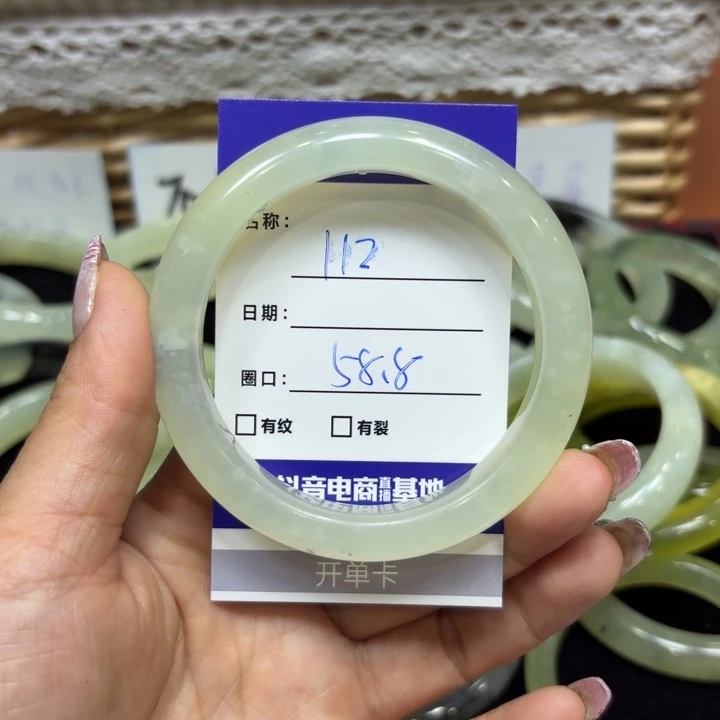 名称：112
日期：
圈口：58.8
□有纹 □有裂
抖音电商直播基地
开单卡